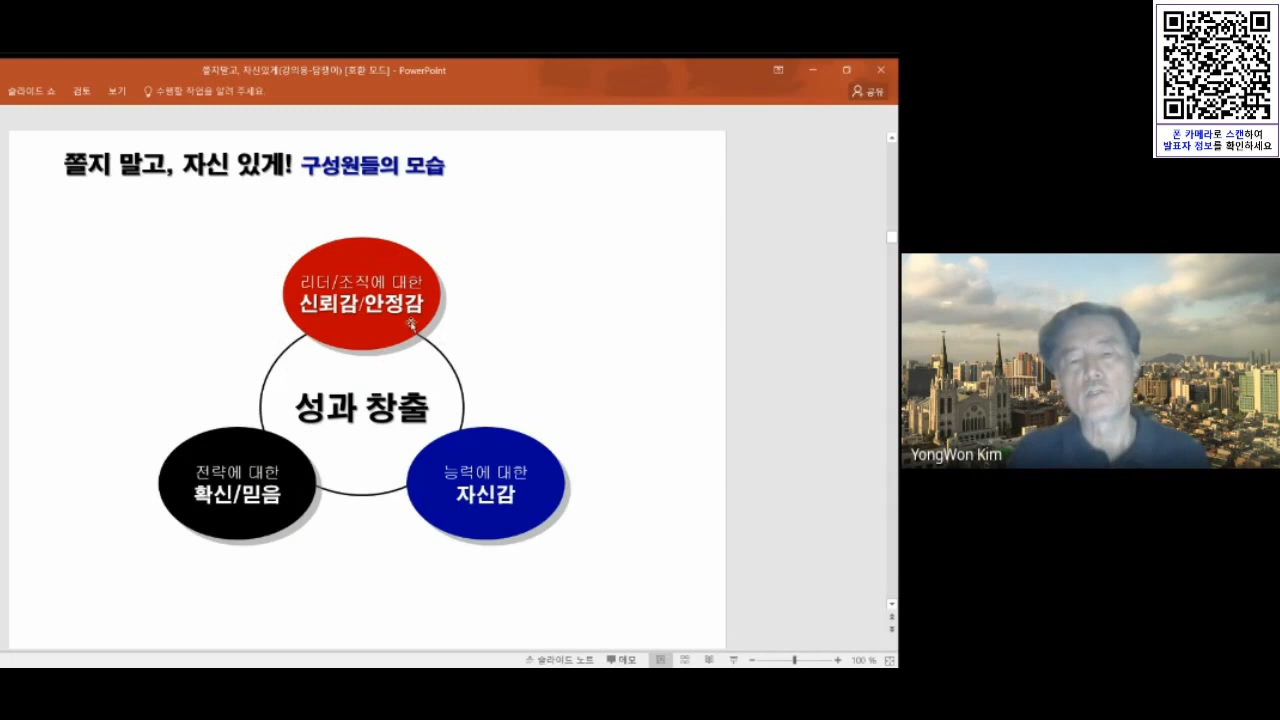 쫄지말고, 자신있게(강의용-담쟁이) [호환 모드] - PowerPoint
슬라이드 쇼 검토 보기 수행할 작업을 알려 주세요. 공유
쫄지 말고, 자신 있게! 구성원들의 모습
리더/조직에 대한
신뢰감/안정감
성과 창출
전략에 대한
확신/믿음
능력에 대한
자신감
슬라이드 노트 메모 100 %
폰 카메라로 스캔하여
발표자 정보를 확인하세요
YongWon Kim